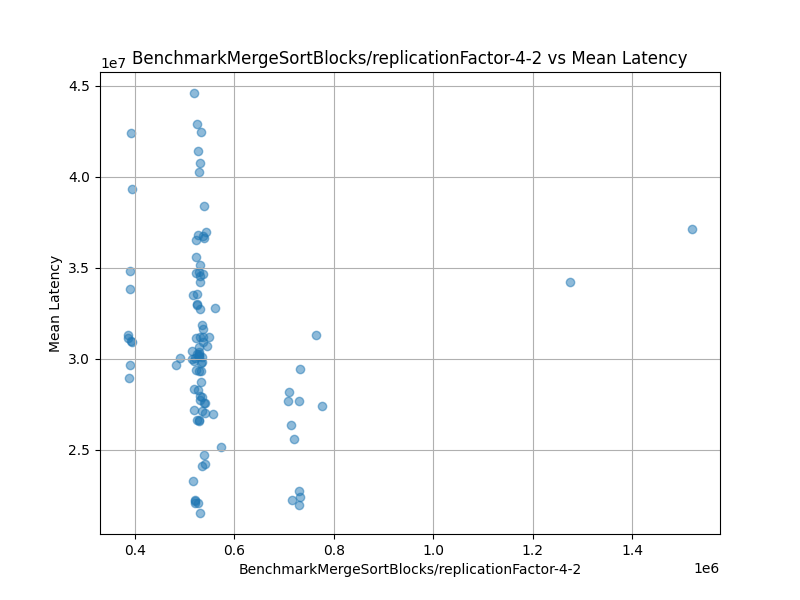 BenchmarkMergeSortBlocks/replicationFactor-4-2 vs Mean Latency
1e7
4.5
4.0
3.5
3.0
2.5
Mean Latency
0.4 0.6 0.8 1.0 1.2 1.4
BenchmarkMergeSortBlocks/replicationFactor-4-2
1e6